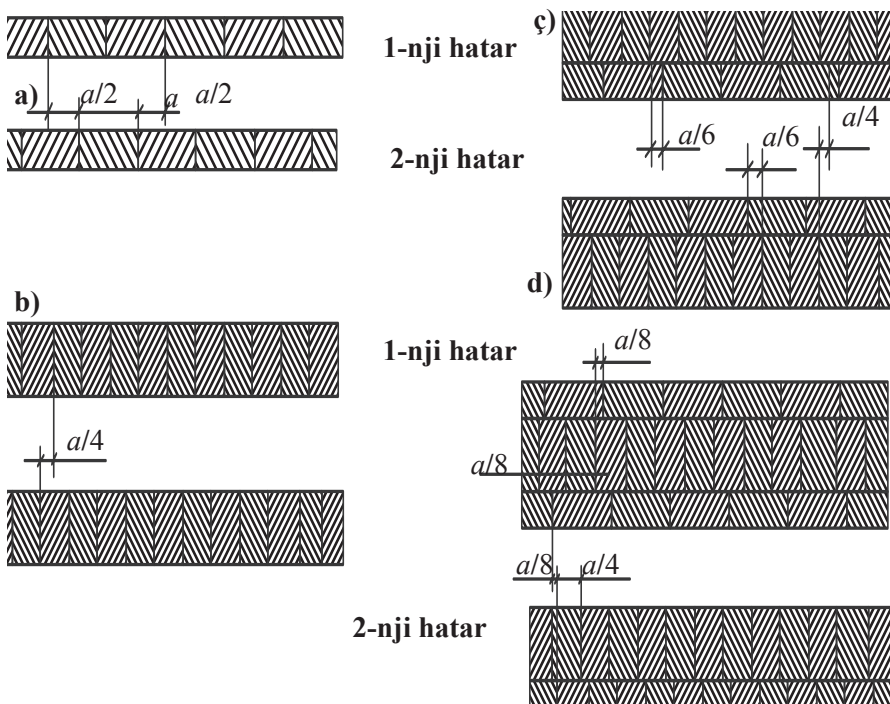 ç)
1-nji hatar
a) a/2 a a/2
a/6 a/6 a/4
2-nji hatar
b)
d)
1-nji hatar
a/8
a/4
a/8
a/8 a/4
2-nji hatar